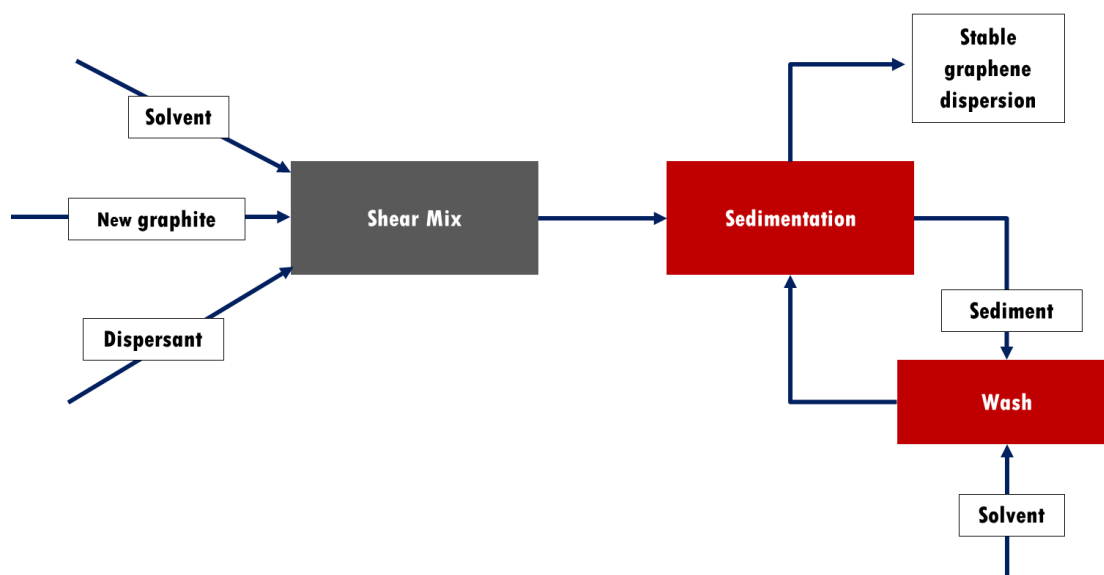 Stable
graphene
dispersion
Solvent
New graphite
Shear Mix
Sedimentation
Dispersant
Sediment
Wash
Solvent